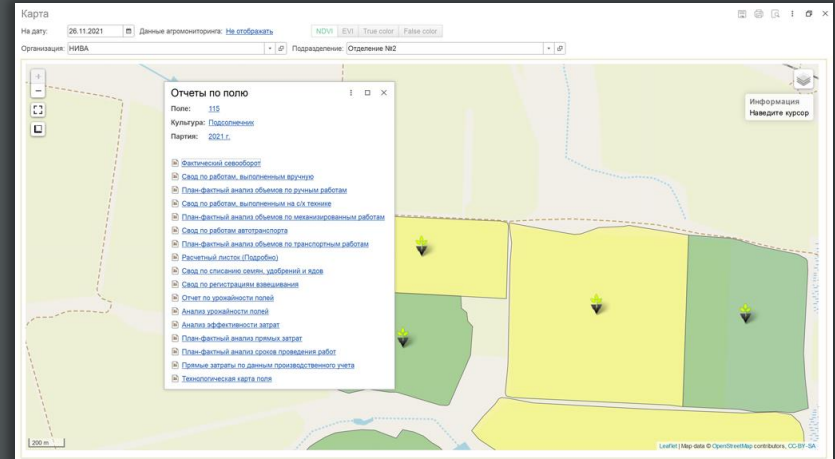 Карта
На дату: 26.11.2021 Данные агромониторинга: Не отображать NDVI EVI True color False color
Организация: НИВА Подразделение: Отделение №2
+
−
Отчеты по полю
Поле: 115
Культура: Подсолнечник
Партия: 2021 г.
Фактический севооборот
Свод по работам, выполненным вручную
План-фактный анализ объемов по ручным работам
Свод по работам, выполненным на с/х технике
План-фактный анализ объемов по механизированным работам
Свод по работам автотранспорта
План-фактный анализ объемов по транспортным работам
Расчетный листок (Подробно)
Свод по списанию семян, удобрений и ядов
Свод по регистрациям взвешивания
Отчет по урожайности полей
Анализ урожайности полей
Анализ эффективности затрат
План-фактный анализ прямых затрат
План-фактный анализ сроков проведения работ
Прямые затраты по данным производственного учета
Технологическая карта поля
Информация
Наведите курсор
200 m
Leaflet | Map data © OpenStreetMap contributors, CC-BY-SA